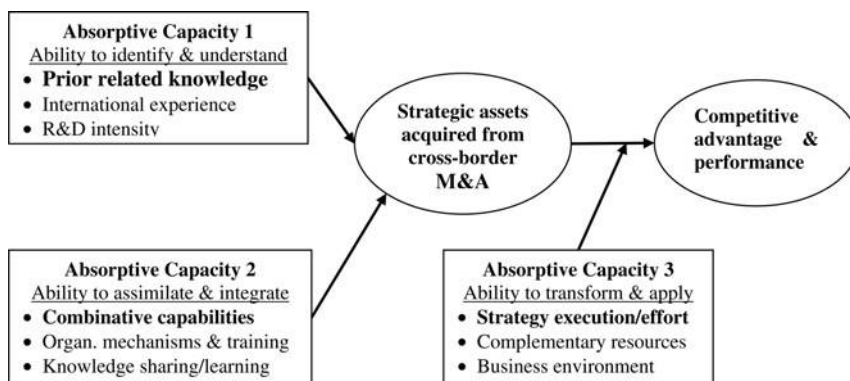 Absorptive Capacity 1
Ability to identify & understand
• Prior related knowledge
• International experience
• R&D intensity
Strategic assets
acquired from
cross-border
M&A
Competitive
advantage &
performance
Absorptive Capacity 2
Ability to assimilate & integrate
• Combinative capabilities
• Organ. mechanisms & training
• Knowledge sharing/learning
Absorptive Capacity 3
Ability to transform & apply
• Strategy execution/effort
• Complementary resources
• Business environment